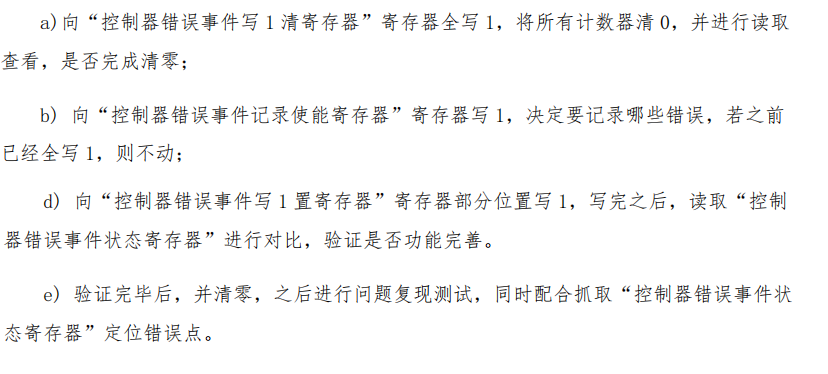 a)向“控制器错误事件写 1 清寄存器”寄存器全写 1，将所有计数器清 0，并进行读取
查看，是否完成清零；
b) 向“控制器错误事件记录使能寄存器”寄存器写 1，决定要记录哪些错误，若之前
已经全写 1，则不动；
d) 向“控制器错误事件写 1 置寄存器”寄存器部分位置写 1，写完之后，读取“控制
器错误事件状态寄存器”进行对比，验证是否功能完善。
e) 验证完毕后，并清零，之后进行问题复现测试，同时配合抓取“控制器错误事件状
态寄存器”定位错误点。